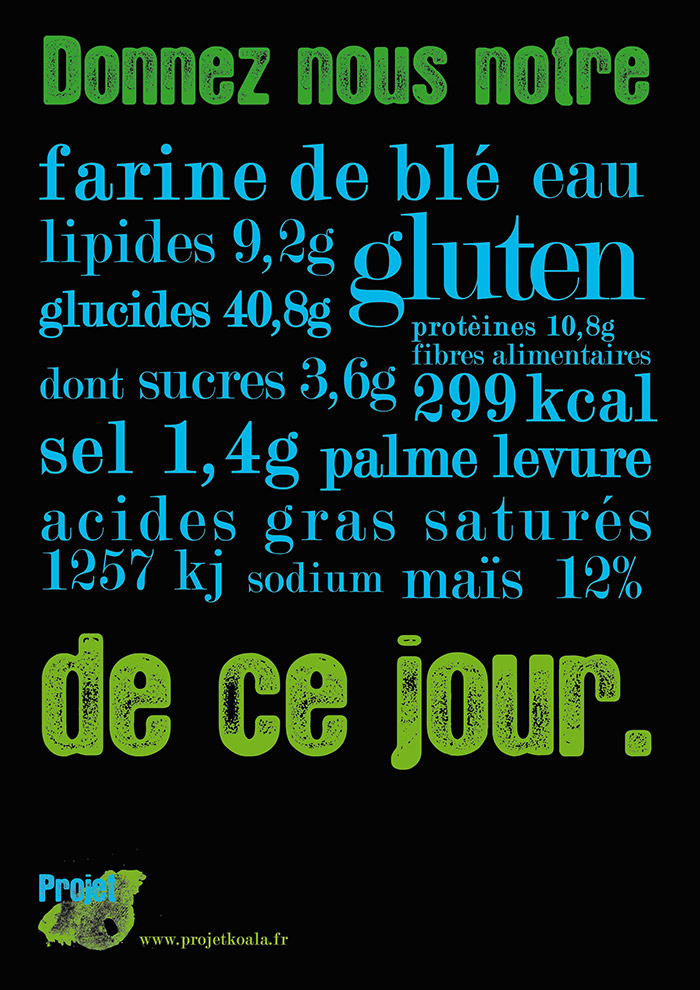 Donnez nous notre
farine de blé eau
lipides 9,2g gluten
glucides 40,8g
protèines 10,8g
fibres alimentaires
dont sucres 3,6g
299 kcal
sel 1,4g palme levure
acides gras saturés
1257 kj sodium maïs 12%
de ce jour.
Projet
www.projetkoala.fr